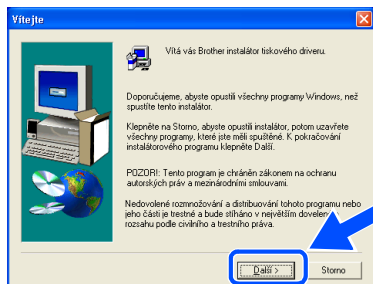 Vítejte
Vítá vás Brother instalátor tiskového driveru.
Doporučujeme, abyste opustili všechny programy Windows, než
spustíte tento instalátor.
Klepněte na Storno, abyste opustili instalátor, potom uzavřete
všechny programy, které jste měli spuštěné. K pokračování
instalátorového programu klepněte Další.
POZOR!: Tento program je chráněn zákonem na ochranu
autorských práv a mezinárodními smlouvami.
Nedovolené rozmnožování a distribuování tohoto programu nebo
jeho části je trestné a bude stíháno v největším dovoleném
rozsahu podle civilního a trestního práva.
Další >
Storno